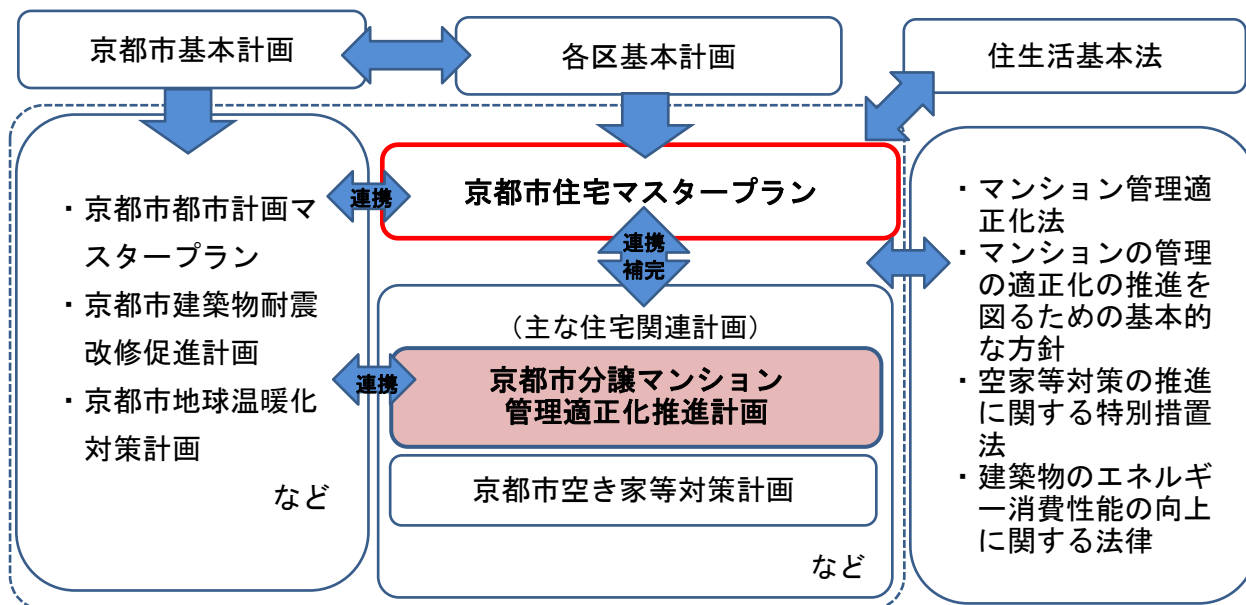 京都市基本計画
各区基本計画
住生活基本法
・京都市都市計画マ
スタープラン
・京都市建築物耐震
改修促進計画
・京都市地球温暖化
対策計画
など
連携
連携
京都市住宅マスタープラン
連携
補完
（主な住宅関連計画）
京都市分譲マンション
管理適正化推進計画
京都市空き家等対策計画
など
・マンション管理適
正化法
・マンションの管理
の適正化の推進を
図るための基本的
な方針
・空家等対策の推進
に関する特別措置
法
・建築物のエネルギ
ー消費性能の向上
に関する法律